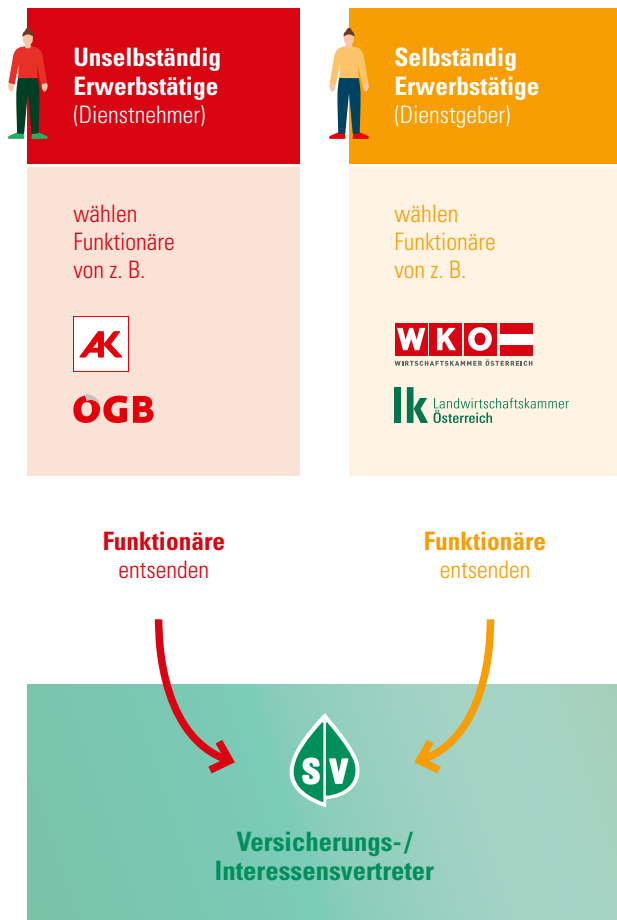 Unselbständig
Erwerbstätige
(Dienstnehmer)
wählen
Funktionäre
von z. B.
AK
ÖGB
Funktionäre
entsenden
Selbständig
Erwerbstätige
(Dienstgeber)
wählen
Funktionäre
von z. B.
WKO
WIRTSCHAFTSKAMMER ÖSTERREICH
lk Landwirtschaftskammer
Österreich
Funktionäre
entsenden
SV
Versicherungs-/
Interessensvertreter